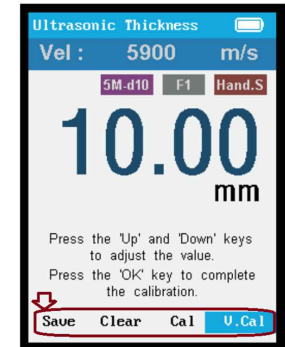 Ultrasonic Thickness
Vel : 5900 m/s
5M-d10 F1 Hand.S
10.00
mm
Press the 'Up' and 'Down' keys
to adjust the value.
Press the 'OK' key to complete
the calibration.
Save Clear Cal V.Cal